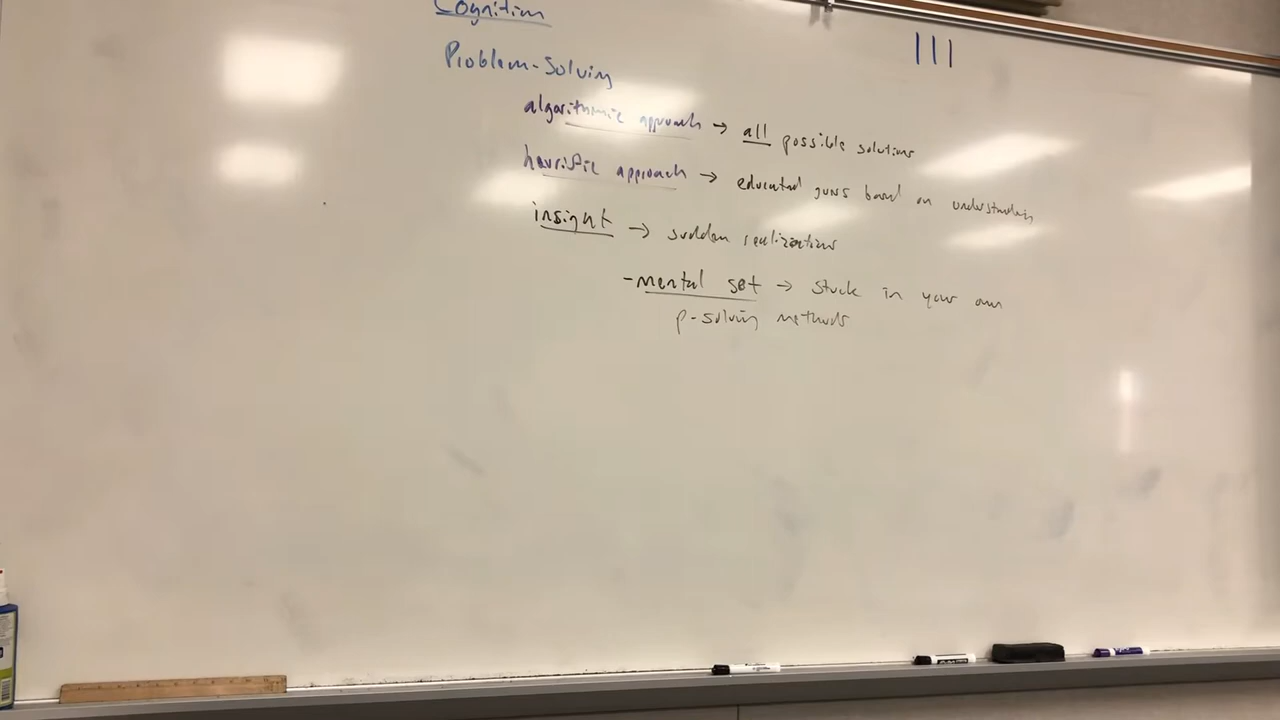 Cognition
|||
Problem-Solving
algorithmic approach → all possible solutions
heuristic approach → educated guess based on understanding
insight → sudden realizations
-mental set → stuck in your own
p-solving methods